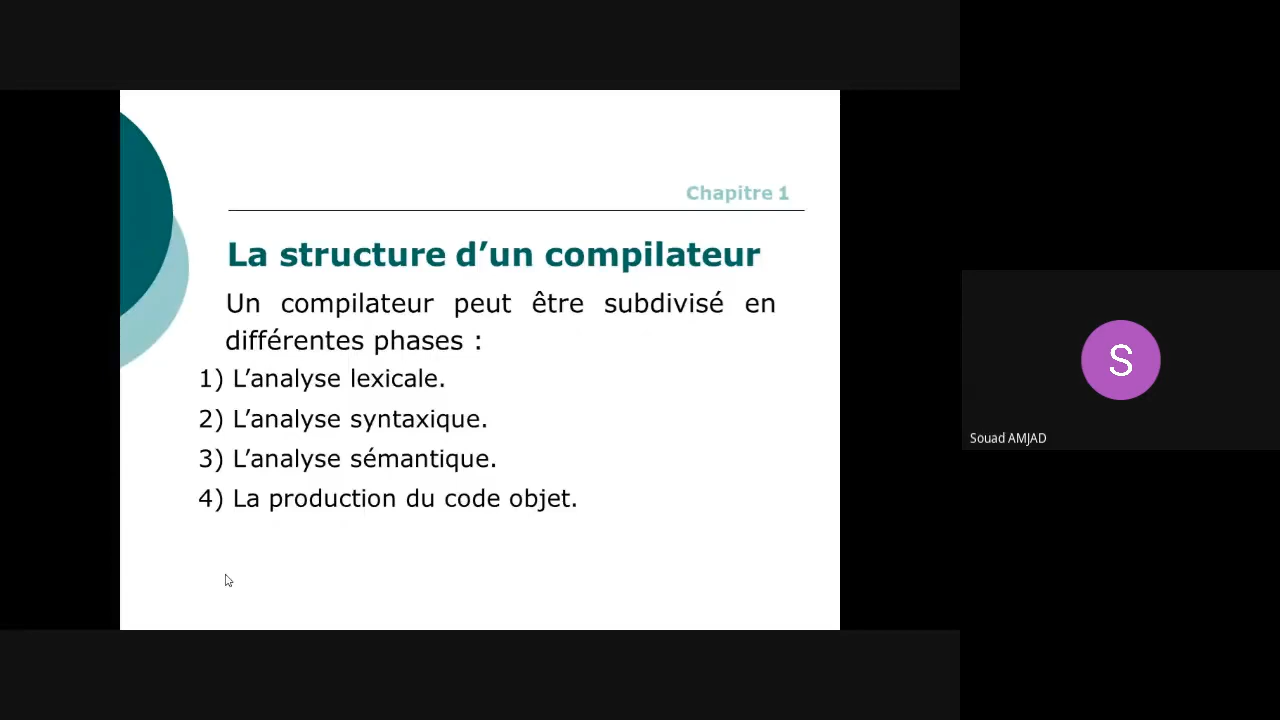 Chapitre 1
La structure d’un compilateur
Un compilateur peut être subdivisé en
différentes phases :
1) L’analyse lexicale.
2) L’analyse syntaxique.
3) L’analyse sémantique.
4) La production du code objet.
S
Souad AMJAD